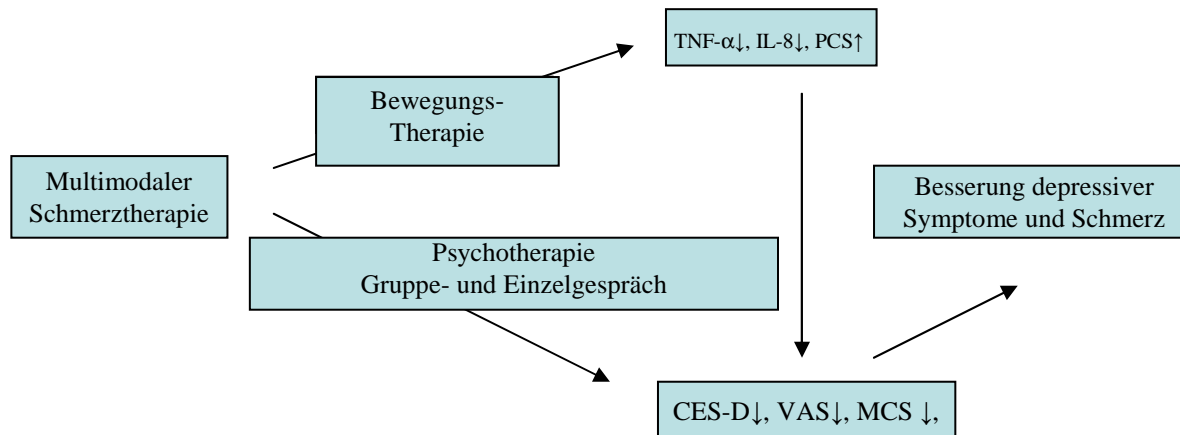 TNF-α↓, IL-8↓, PCS↑
Bewegungs-
Therapie
Multimodaler
Schmerztherapie
Besserung depressiver
Symptome und Schmerz
Psychotherapie
Gruppe- und Einzelgespräch
CES-D↓, VAS↓, MCS ↓,